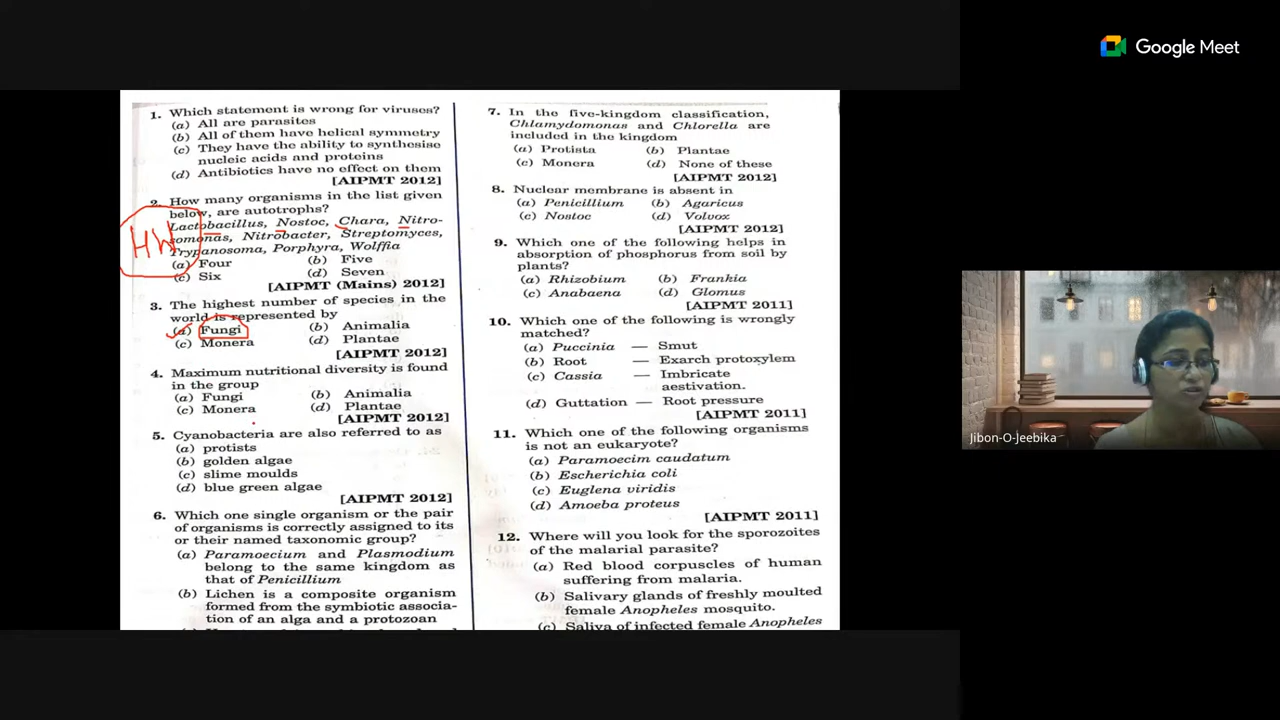 Google Meet
1. Which statement is wrong for viruses?
(a) All are parasites
(b) All of them have helical symmetry
(c) They have the ability to synthesise
nucleic acids and proteins
(d) Antibiotics have no effect on them
[AIPMT 2012]
2. How many organisms in the list given
below, are autotrophs?
Lactobacillus, Nostoc, Chara, Nitro-
somonas, Nitrobacter, Streptomyces,
Trypanosoma, Porphyra, Wolffia
HW
(a) Four (b) Five
(c) Six (d) Seven
[AIPMT (Mains) 2012]
3. The highest number of species in the
world is represented by
(a) Fungi (b) Animalia
(c) Monera (d) Plantae
[AIPMT 2012]
4. Maximum nutritional diversity is found
in the group
(a) Fungi (b) Animalia
(c) Monera (d) Plantae
[AIPMT 2012]
5. Cyanobacteria are also referred to as
(a) protists
(b) golden algae
(c) slime moulds
(d) blue green algae
[AIPMT 2012]
6. Which one single organism or the pair
of organisms is correctly assigned to its
or their named taxonomic group?
(a) Paramoecium and Plasmodium
belong to the same kingdom as
that of Penicillium
(b) Lichen is a composite organism
formed from the symbiotic associa-
tion of an alga and a protozoan
7. In the five-kingdom classification,
Chlamydomonas and Chlorella are
included in the kingdom
(a) Protista (b) Plantae
(c) Monera (d) None of these
[AIPMT 2012]
8. Nuclear membrane is absent in
(a) Penicillium (b) Agaricus
(c) Nostoc (d) Volvox
[AIPMT 2012]
9. Which one of the following helps in
absorption of phosphorus from soil by
plants?
(a) Rhizobium (b) Frankia
(c) Anabaena (d) Glomus
[AIPMT 2011]
10. Which one of the following is wrongly
matched?
(a) Puccinia — Smut
(b) Root — Exarch protoxylem
(c) Cassia — Imbricate
aestivation.
(d) Guttation — Root pressure
[AIPMT 2011]
11. Which one of the following organisms
is not an eukaryote?
(a) Paramoecim caudatum
(b) Escherichia coli
(c) Euglena viridis
(d) Amoeba proteus
[AIPMT 2011]
12. Where will you look for the sporozoites
of the malarial parasite?
(a) Red blood corpuscles of human
suffering from malaria.
(b) Salivary glands of freshly moulted
female Anopheles mosquito.
(c) Saliva of infected female Anopheles
Jibon-O-Jeebika